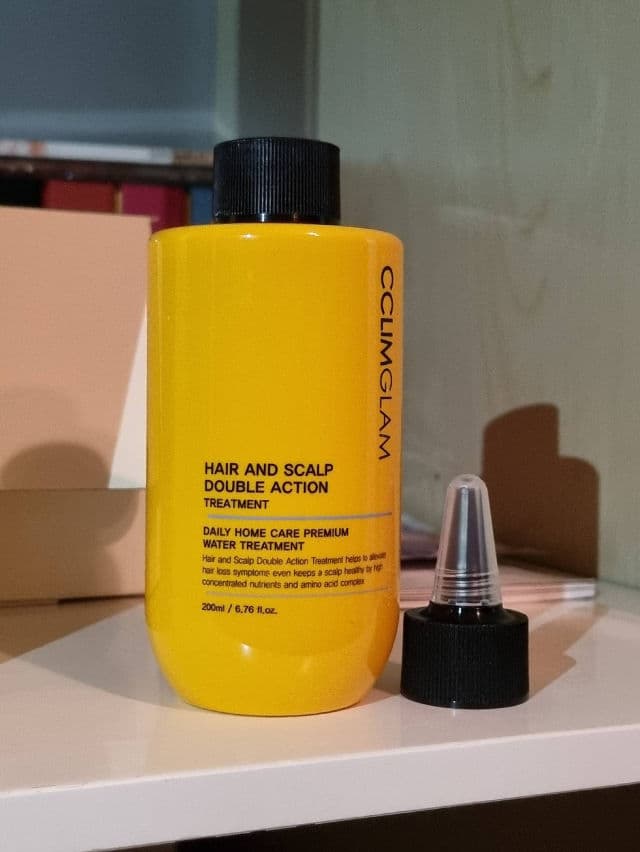 CCLIMGLAM
HAIR AND SCALP
DOUBLE ACTION
TREATMENT
DAILY HOME CARE PREMIUM
WATER TREATMENT
Hair and Scalp Double Action Treatment helps to alleviate
hair loss symptoms even keeps a scalp healthy by high
concentrated nutrients and amino acid complex
200ml / 6,76 fl,oz.